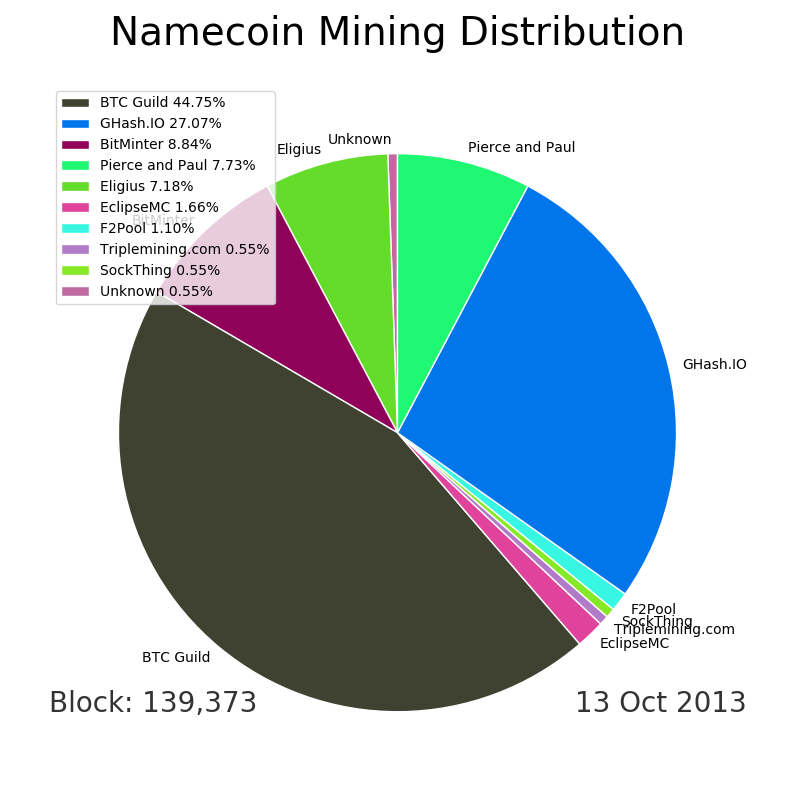 Namecoin Mining Distribution
BTC Guild 44.75%
GHash.IO 27.07%
BitMinter 8.84%
Pierce and Paul 7.73%
Eligius 7.18%
EclipseMC 1.66%
F2Pool 1.10%
Triplemining.com 0.55%
SockThing 0.55%
Unknown 0.55%
Unknown
Eligius
Pierce and Paul
BitMinter
GHash.IO
F2Pool
SockThing
Triplemining.com
EclipseMC
BTC Guild
Block: 139,373
13 Oct 2013